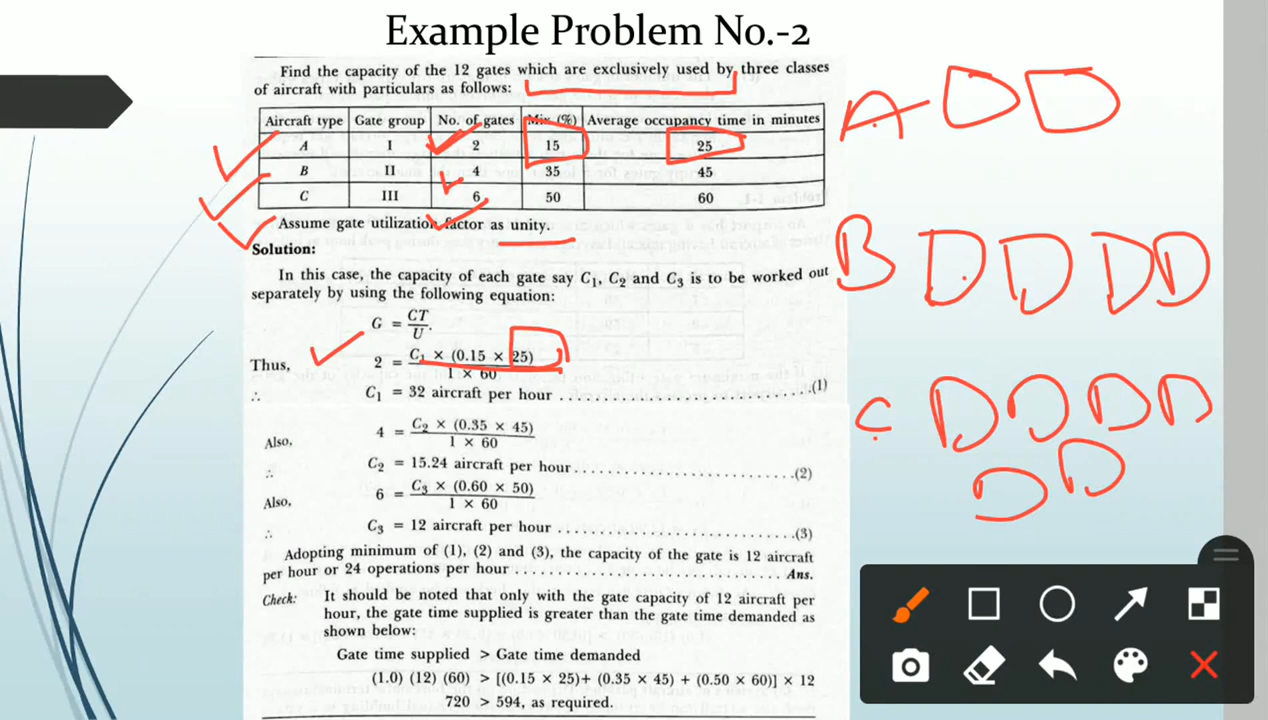 Example Problem No.-2
Find the capacity of the 12 gates which are exclusively used by three classes
of aircraft with particulars as follows:
Aircraft type Gate group No. of gates Mix (%) Average occupancy time in minutes
A I 2 15 25
B II 4 35 45
C III 6 50 60
Assume gate utilization factor as unity.
Solution:
In this case, the capacity of each gate say C₁, C₂ and C₃ is to be worked out
separately by using the following equation:
G = CT/U.
Thus, 2 = C₁ × (0.15 × 25) / 1 × 60
∴ C₁ = 32 aircraft per hour ..........(1)
Also, 4 = C₂ × (0.35 × 45) / 1 × 60
∴ C₂ = 15.24 aircraft per hour ..........(2)
Also, 6 = C₃ × (0.60 × 50) / 1 × 60
∴ C₃ = 12 aircraft per hour ..........(3)
Adopting minimum of (1), (2) and (3), the capacity of the gate is 12 aircraft
per hour or 24 operations per hour .......... Ans.
Check: It should be noted that only with the gate capacity of 12 aircraft per
hour, the gate time supplied is greater than the gate time demanded as
shown below:
Gate time supplied > Gate time demanded
(1.0) (12) (60) > [(0.15 × 25)+ (0.35 × 45) + (0.50 × 60)] × 12
720 > 594, as required.
A D D
B D D D D
C D D D D
D D